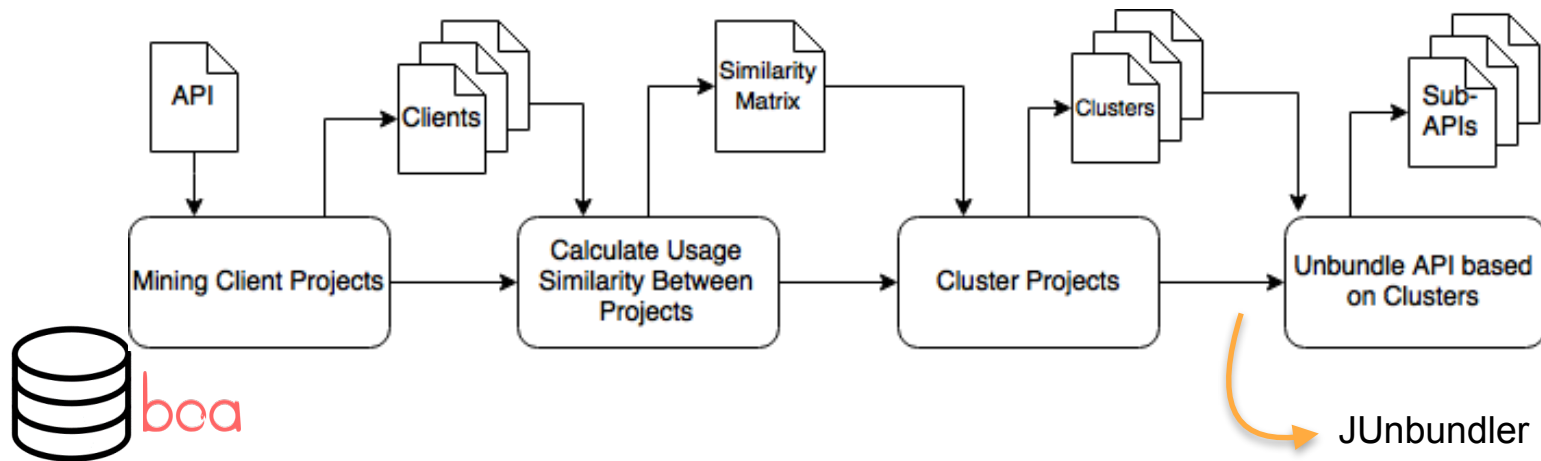 API
Clients
Similarity
Matrix
Clusters
Sub-
APIs
Mining Client Projects
Calculate Usage
Similarity Between
Projects
Cluster Projects
Unbundle API based
on Clusters
boa
JUnbundler